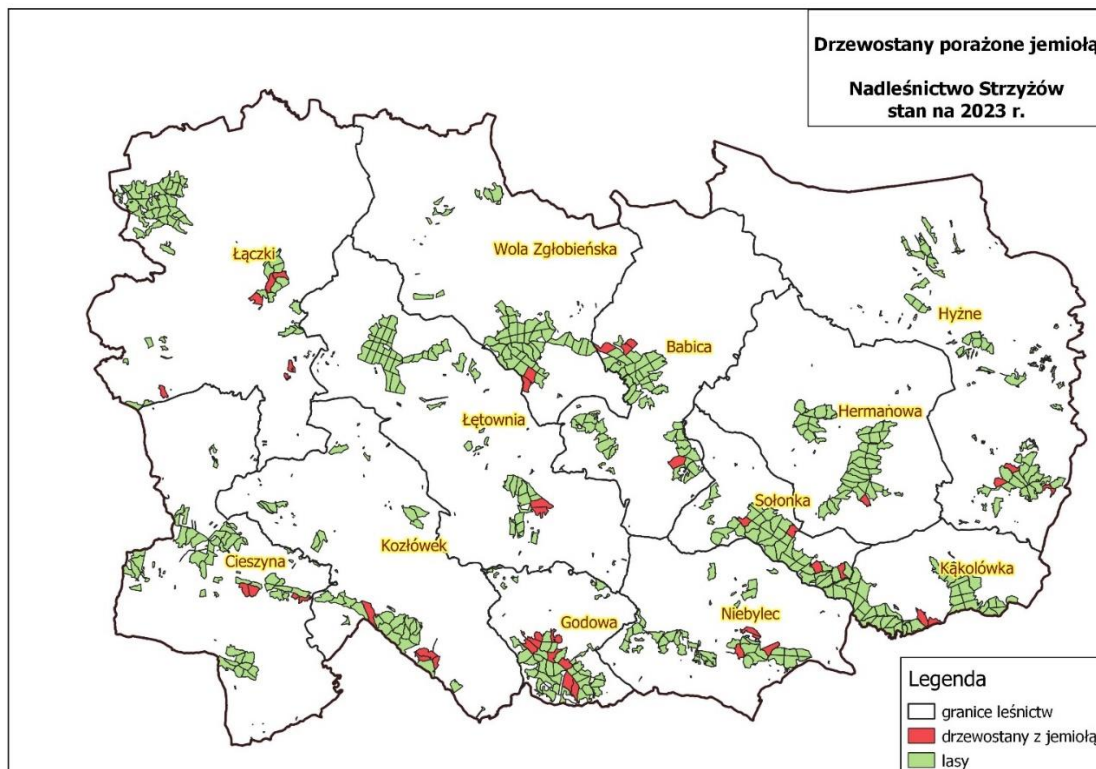 Drzewostany porażone jemiołą
Nadleśnictwo Strzyżów
stan na 2023 r.
Łączki
Wola Zgłobieńska
Hyżne
Babica
Łętownia
Hermanowa
Sołonka
Kozłówek
Cieszyna
Kąkolówka
Godowa
Niebylec
Legenda
granice leśnictw
drzewostany z jemiołą
lasy